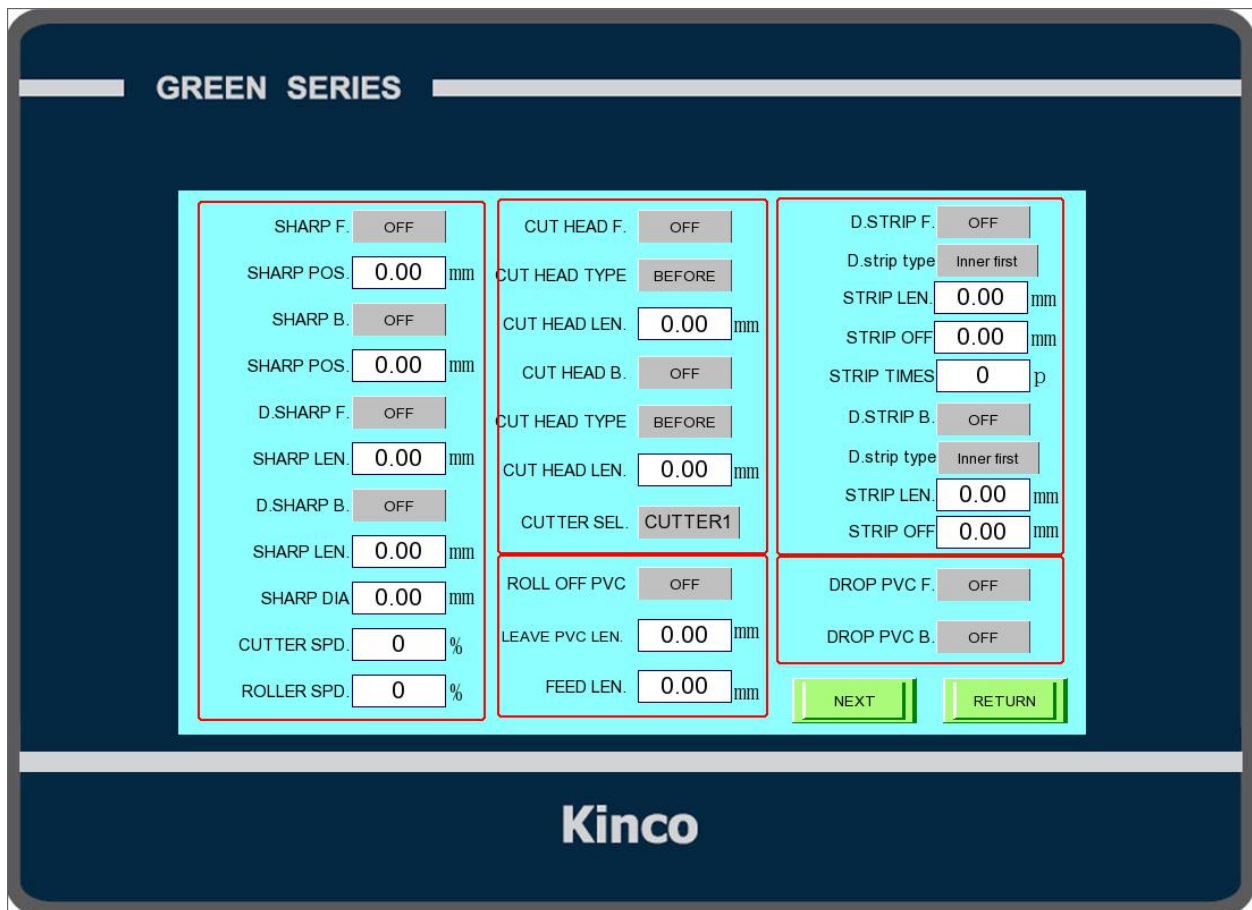 GREEN SERIES
SHARP F. OFF
SHARP POS. 0.00 mm
SHARP B. OFF
SHARP POS. 0.00 mm
D.SHARP F. OFF
SHARP LEN. 0.00 mm
D.SHARP B. OFF
SHARP LEN. 0.00 mm
SHARP DIA 0.00 mm
CUTTER SPD. 0 %
ROLLER SPD. 0 %
CUT HEAD F. OFF
CUT HEAD TYPE BEFORE
CUT HEAD LEN. 0.00 mm
CUT HEAD B. OFF
CUT HEAD TYPE BEFORE
CUT HEAD LEN. 0.00 mm
CUTTER SEL. CUTTER1
ROLL OFF PVC OFF
LEAVE PVC LEN. 0.00 mm
FEED LEN. 0.00 mm
D.STRIP F. OFF
D.strip type Inner first
STRIP LEN. 0.00 mm
STRIP OFF 0.00 mm
STRIP TIMES 0 p
D.STRIP B. OFF
D.strip type Inner first
STRIP LEN. 0.00 mm
STRIP OFF 0.00 mm
DROP PVC F. OFF
DROP PVC B. OFF
NEXT RETURN
Kinco